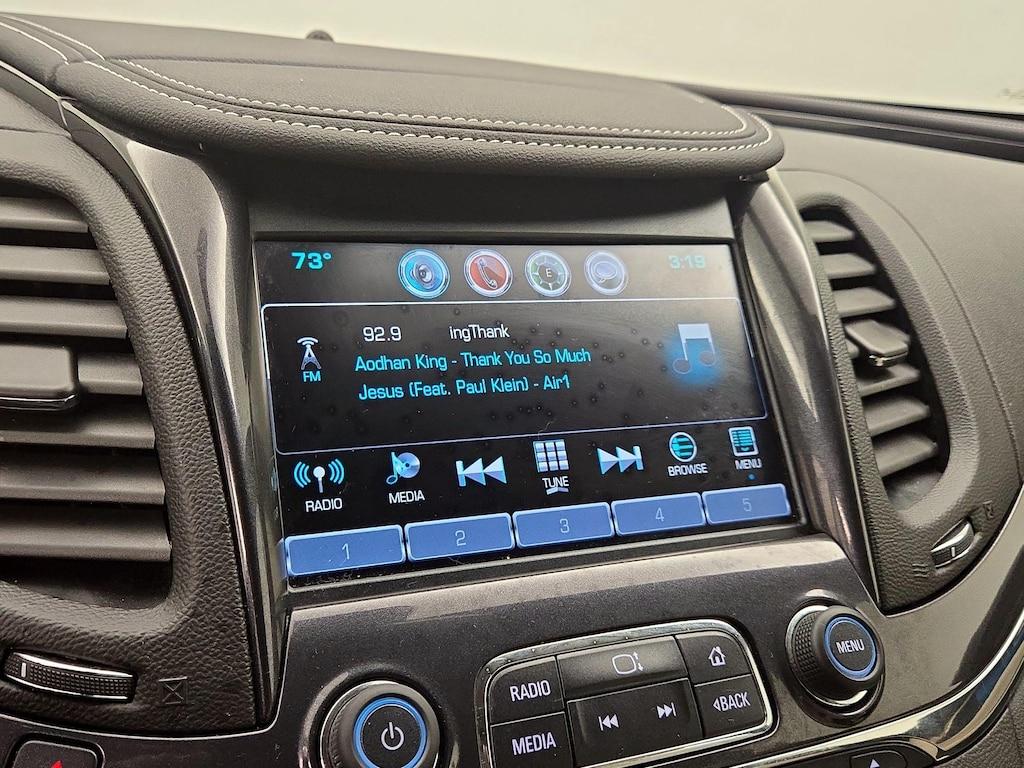 73° E 3:19
92.9 ingThank
FM
Aodhan King - Thank You So Much
Jesus (Feat. Paul Klein) - Air1
RADIO MEDIA TUNE BROWSE MENU
1 2 3 4 5
RADIO
MEDIA
BACK
MENU